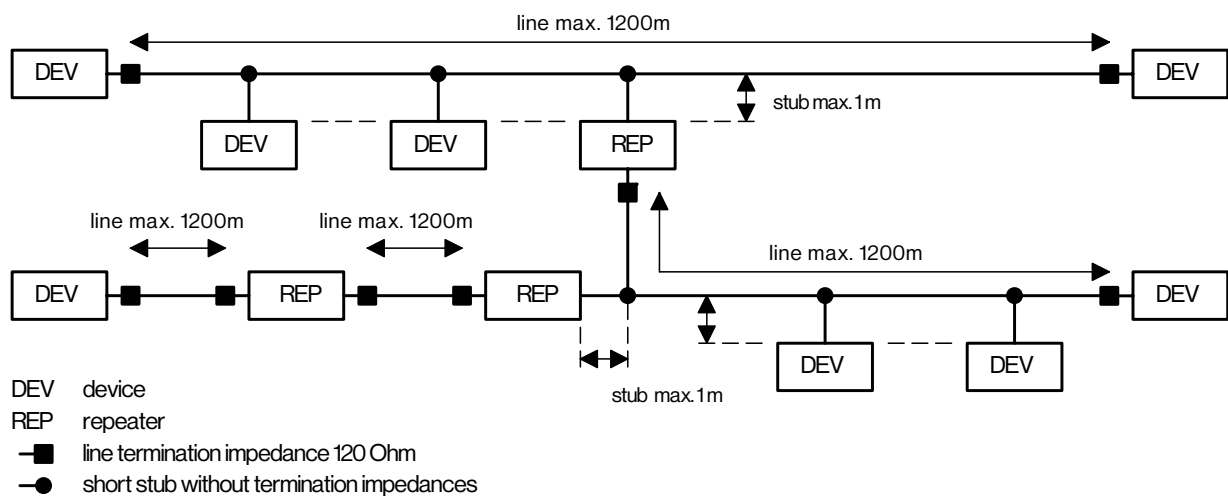 line max. 1200m
DEV
DEV
stub max. 1m
DEV
DEV
REP
line max. 1200m
line max. 1200m
line max. 1200m
DEV
REP
REP
DEV
DEV
DEV
stub max. 1m
DEV device
REP repeater
line termination impedance 120 Ohm
short stub without termination impedances